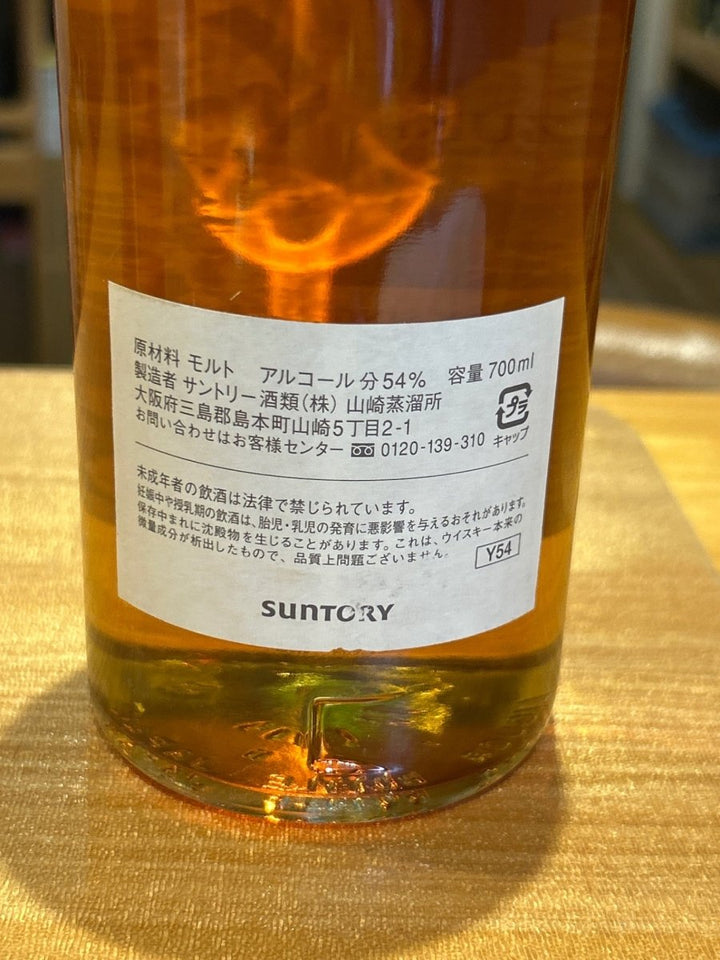 原材料 モルト アルコール分54% 容量700ml
製造者 サントリー酒類(株) 山崎蒸溜所
大阪府三島郡島本町山崎5丁目2-1
お問い合わせはお客様センター 0120-139-310
プラ
キャップ
未成年者の飲酒は法律で禁じられています。
妊娠中や授乳期の飲酒は、胎児・乳児の発育に悪影響を与えるおそれがあります。
保存中まれに沈殿物を生じることがあります。これは、ウイスキー本来の
微量成分が析出したもので、品質上問題ございません。
Y54
SUNTORY